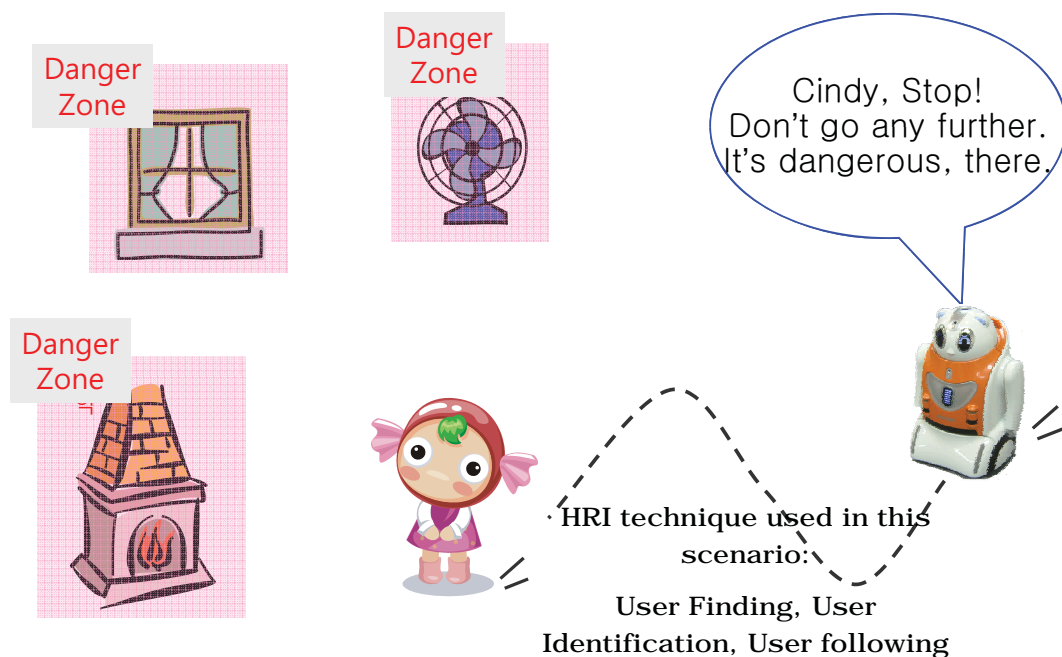 Danger
Zone
Danger
Zone
Cindy, Stop!
Don't go any further.
It's dangerous, there.
Danger
Zone
· HRI technique used in this
scenario:
User Finding, User
Identification, User following